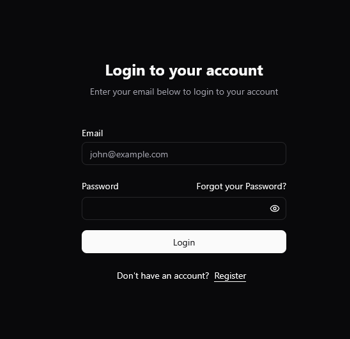 Login to your account
Enter your email below to login to your account
Email
john@example.com
Password Forgot your Password?
Login
Don't have an account? Register